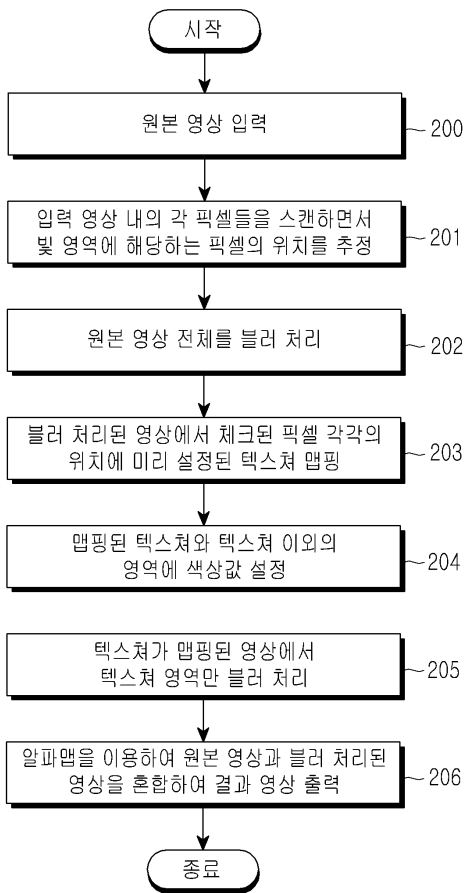 시작
원본 영상 입력
200
입력 영상 내의 각 픽셀들을 스캔하면서
빛 영역에 해당하는 픽셀의 위치를 추정
201
원본 영상 전체를 블러 처리
202
블러 처리된 영상에서 체크된 픽셀 각각의
위치에 미리 설정된 텍스쳐 맵핑
203
맵핑된 텍스쳐와 텍스쳐 이외의
영역에 색상값 설정
204
텍스쳐가 맵핑된 영상에서
텍스쳐 영역만 블러 처리
205
알파맵을 이용하여 원본 영상과 블러 처리된
영상을 혼합하여 결과 영상 출력
206
종료